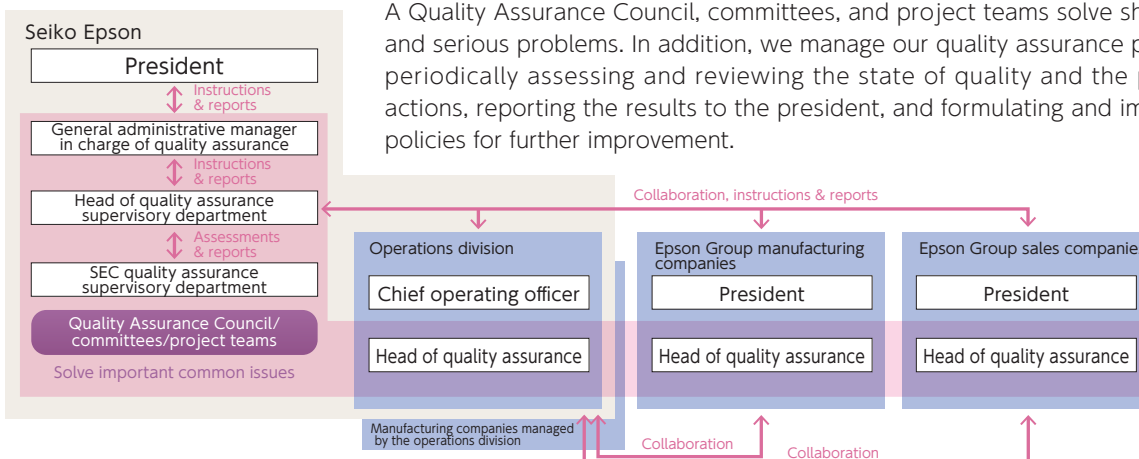 A Quality Assurance Council, committees, and project teams solve
and serious problems. In addition, we manage our quality assurance
periodically assessing and reviewing the state of quality and the
actions, reporting the results to the president, and formulating and
policies for further improvement.
Seiko Epson
President
Instructions
& reports
General administrative manager
in charge of quality assurance
Instructions
& reports
Head of quality assurance
supervisory department
Assessments
& reports
SEC quality assurance
supervisory department
Quality Assurance Council/
committees/project teams
Solve important common issues
Collaboration, instructions & reports
Operations division
Chief operating officer
Head of quality assurance
Manufacturing companies managed
by the operations division
Epson Group manufacturing
companies
President
Head of quality assurance
Epson Group sales companie
President
Head of quality assurance
Collaboration
Collaboration